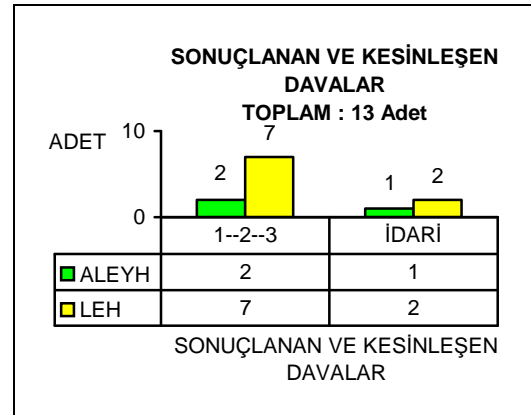 SONUÇLANAN VE KESİNLEŞEN
DAVALAR
TOPLAM : 13 Adet
ADET
10
0
2
7
1
2
1--2--3
İDARİ
ALEYH
2
1
LEH
7
2
SONUÇLANAN VE KESİNLEŞEN
DAVALAR